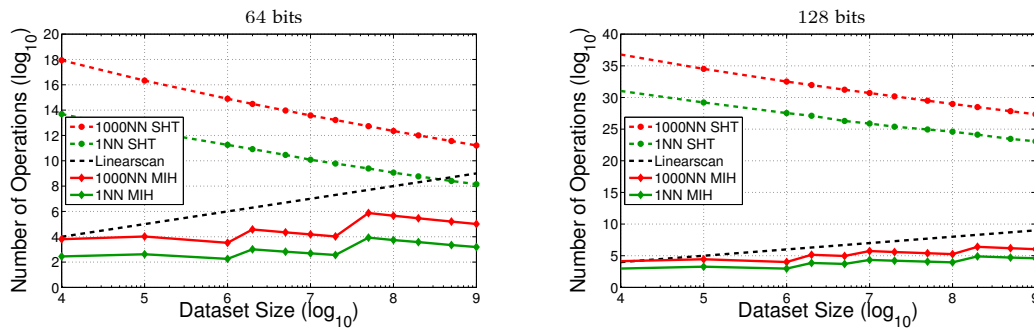 64 bits
Number of Operations (log10)
20
18
16
14
12
10
8
6
4
2
0
1000NN SHT
1NN SHT
Linearscan
1000NN MIH
1NN MIH
4 5 6 7 8 9
Dataset Size (log10)
128 bits
Number of Operations (log10)
40
35
30
25
20
15
10
5
0
1000NN SHT
1NN SHT
Linearscan
1000NN MIH
1NN MIH
4 5 6 7 8 9
Dataset Size (log10)